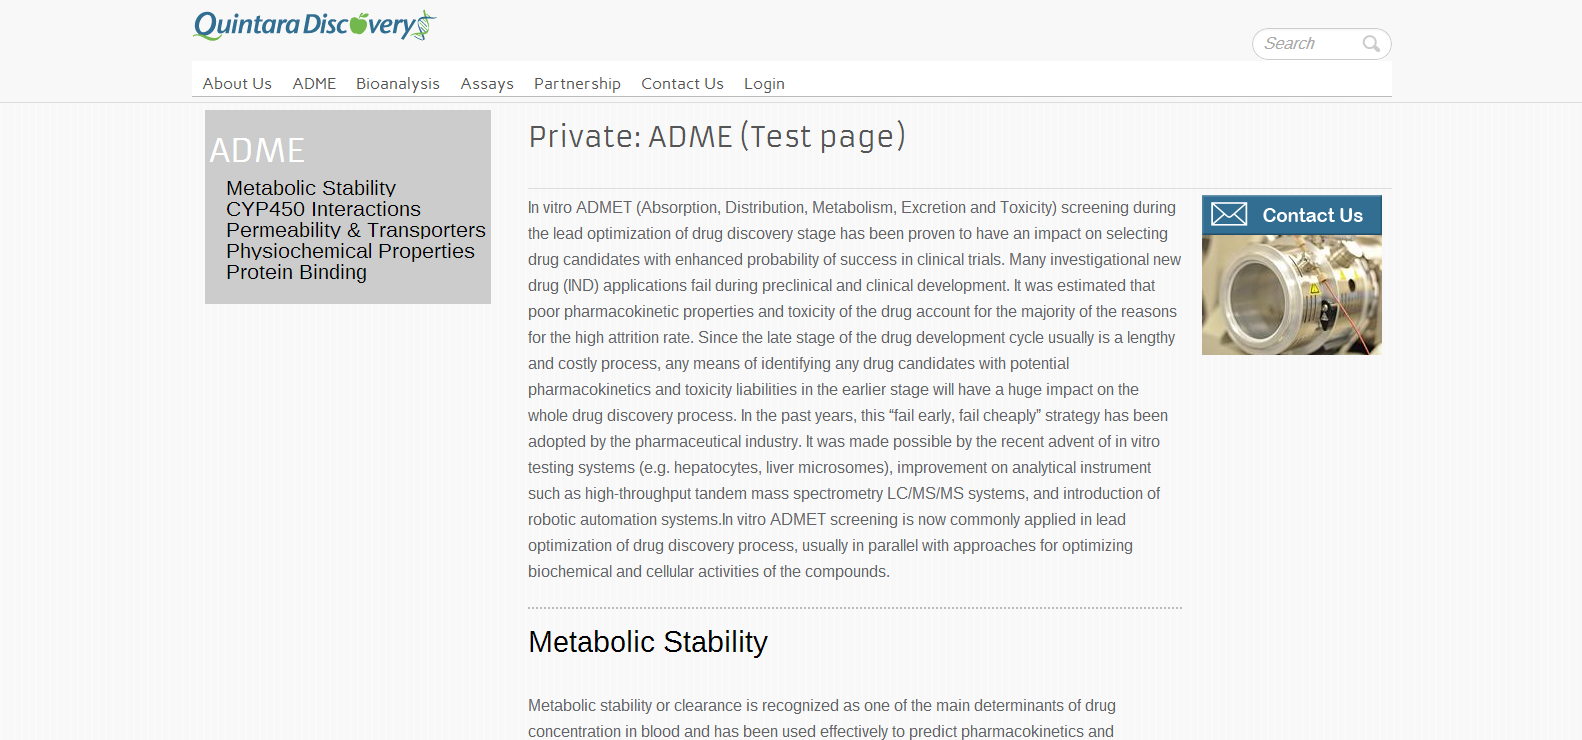 Quintara Discovery
Search
About Us ADME Bioanalysis Assays Partnership Contact Us Login
ADME
Metabolic Stability
CYP450 Interactions
Permeability & Transporters
Physiochemical Properties
Protein Binding
Private: ADME (Test page)
In vitro ADMET (Absorption, Distribution, Metabolism, Excretion and Toxicity) screening during
the lead optimization of drug discovery stage has been proven to have an impact on selecting
drug candidates with enhanced probability of success in clinical trials. Many investigational new
drug (IND) applications fail during preclinical and clinical development. It was estimated that
poor pharmacokinetic properties and toxicity of the drug account for the majority of the reasons
for the high attrition rate. Since the late stage of the drug development cycle usually is a lengthy
and costly process, any means of identifying any drug candidates with potential
pharmacokinetics and toxicity liabilities in the earlier stage will have a huge impact on the
whole drug discovery process. In the past years, this “fail early, fail cheaply” strategy has been
adopted by the pharmaceutical industry. It was made possible by the recent advent of in vitro
testing systems (e.g. hepatocytes, liver microsomes), improvement on analytical instrument
such as high-throughput tandem mass spectrometry LC/MS/MS systems, and introduction of
robotic automation systems.In vitro ADMET screening is now commonly applied in lead
optimization of drug discovery process, usually in parallel with approaches for optimizing
biochemical and cellular activities of the compounds.
Contact Us
Metabolic Stability
Metabolic stability or clearance is recognized as one of the main determinants of drug
concentration in blood and has been used effectively to predict pharmacokinetics and